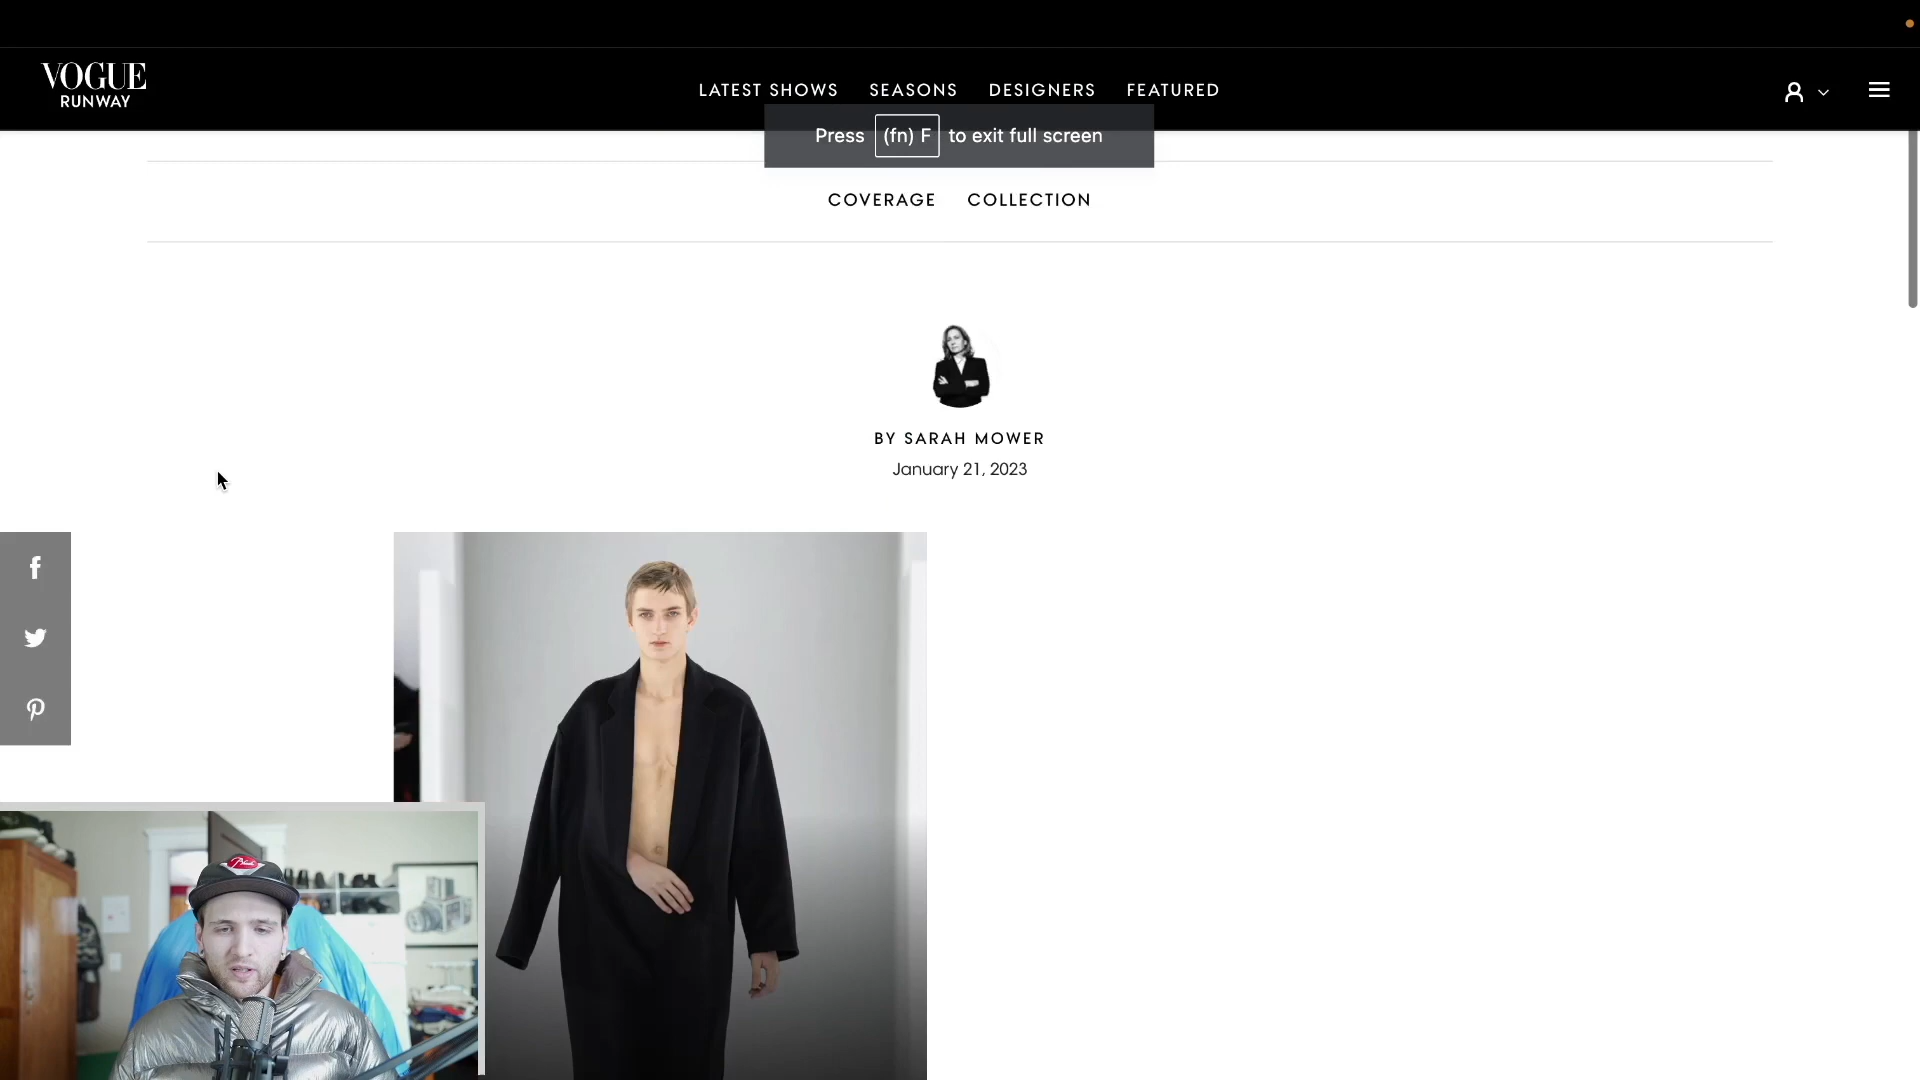 VOGUE
RUNWAY
LATEST SHOWS SEASONS DESIGNERS FEATURED
Press (fn) F to exit full screen
COVERAGE COLLECTION
BY SARAH MOWER
January 21, 2023